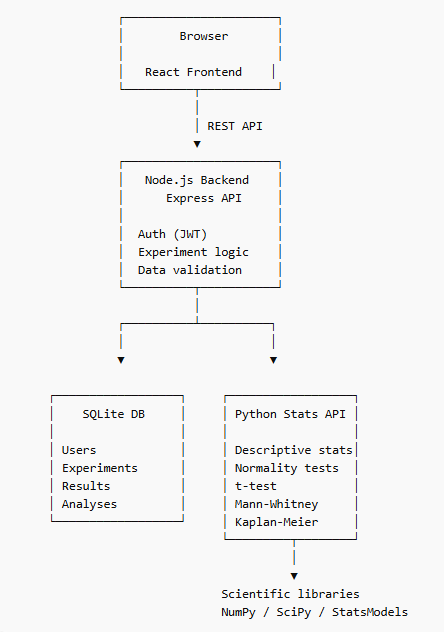 Browser
React Frontend
REST API
Node.js Backend
Express API
Auth (JWT)
Experiment logic
Data validation
SQLite DB
Users
Experiments
Results
Analyses
Python Stats API
Descriptive stats
Normality tests
t-test
Mann-Whitney
Kaplan-Meier
Scientific libraries
NumPy / SciPy / StatsModels